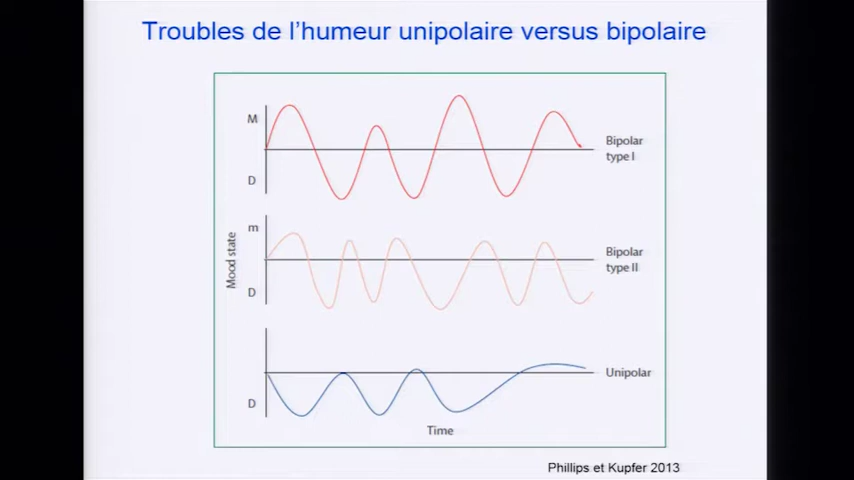 Troubles de l'humeur unipolaire versus bipolaire
M
Bipolar
type I
D
m
Bipolar
type II
Mood state
D
Unipolar
D
Time
Phillips et Kupfer 2013